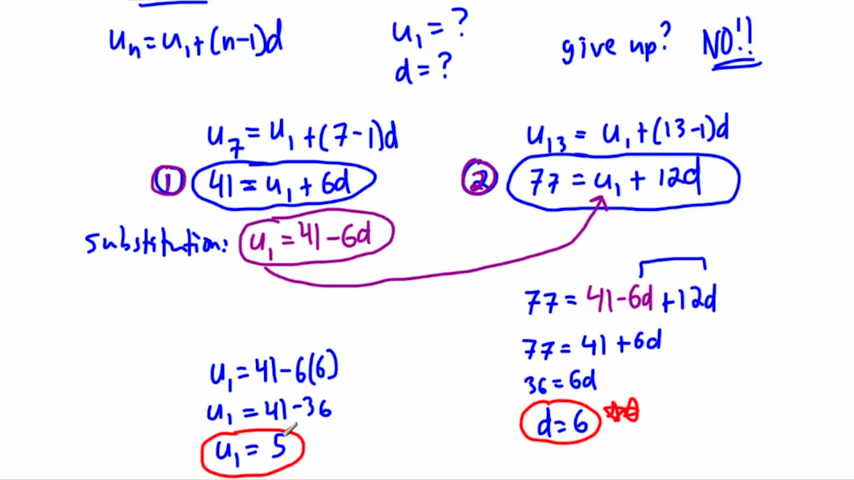 uₙ = u₁ + (n-1)d
u₁ = ?
d = ?
give up? NO!!
u₇ = u₁ + (7-1)d
① 41 = u₁ + 6d
substitution: u₁ = 41 - 6d
u₁₃ = u₁ + (13-1)d
② 77 = u₁ + 12d
77 = 41 - 6d + 12d
77 = 41 + 6d
36 = 6d
d = 6
u₁ = 41 - 6(6)
u₁ = 41 - 36
u₁ = 5